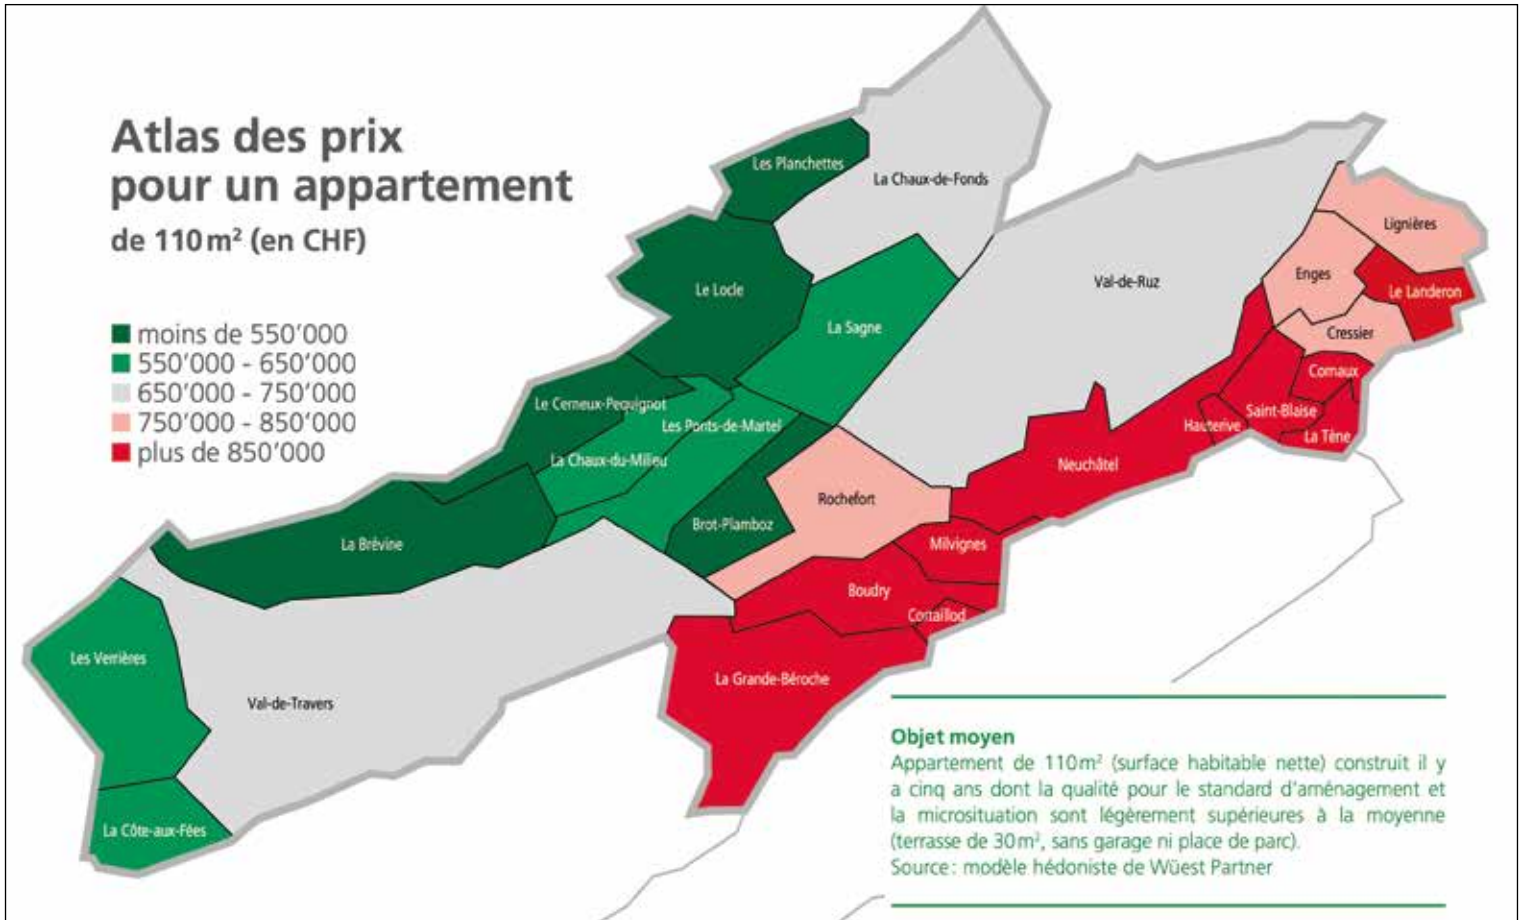 Atlas des prix
pour un appartement
de 110 m² (en CHF)
moins de 550'000
550'000 - 650'000
650'000 - 750'000
750'000 - 850'000
plus de 850'000
Les Planchettes
La Chaux-de-Fonds
Lignières
Le Locle
Val-de-Ruz
Enges
Le Landeron
La Sagne
Cressier
Cornaux
Le Cerneux-Pequignot
Les Ponts-de-Martel
Hauterive
Saint-Blaise
La Tène
La Chaux-du-Milieu
Neuchâtel
Rochefort
Brot-Plamboz
La Brévine
Milvignes
Boudry
Cortaillod
Les Verrières
La Grande-Béroche
Val-de-Travers
La Côte-aux-Fées
Objet moyen
Appartement de 110 m² (surface habitable nette) construit il y
a cinq ans dont la qualité pour le standard d'aménagement et
la microsituation sont légèrement supérieures à la moyenne
(terrasse de 30 m², sans garage ni place de parc).
Source : modèle hédoniste de Wüest Partner